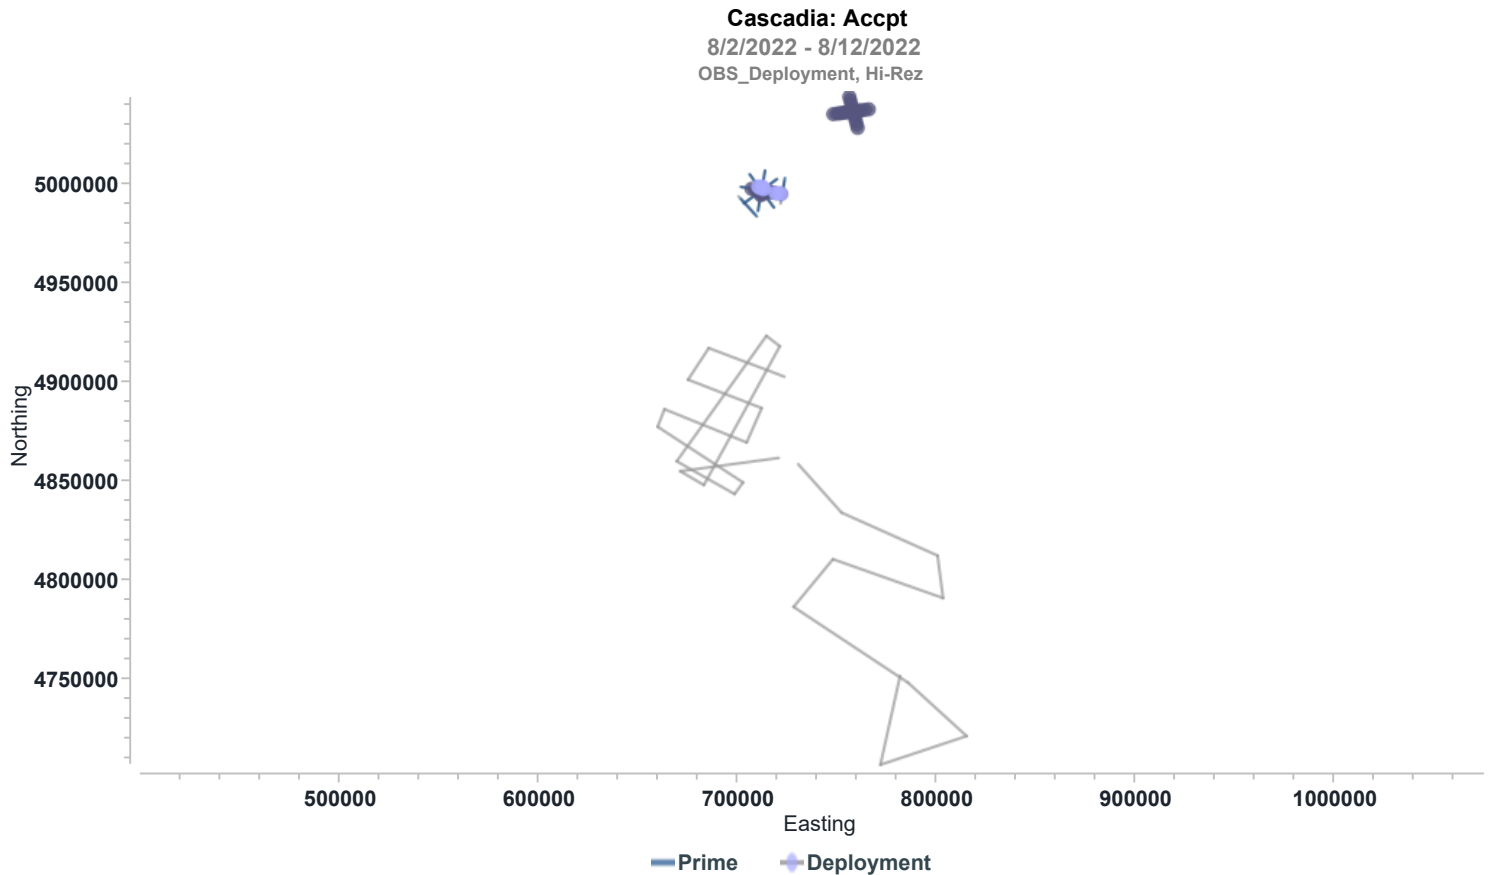 Cascadia: Accpt
8/2/2022 - 8/12/2022
OBS_Deployment, Hi-Rez
5000000
4950000
4900000
4850000
4800000
4750000
Northing
500000 600000 700000 800000 900000 1000000
Easting
Prime Deployment